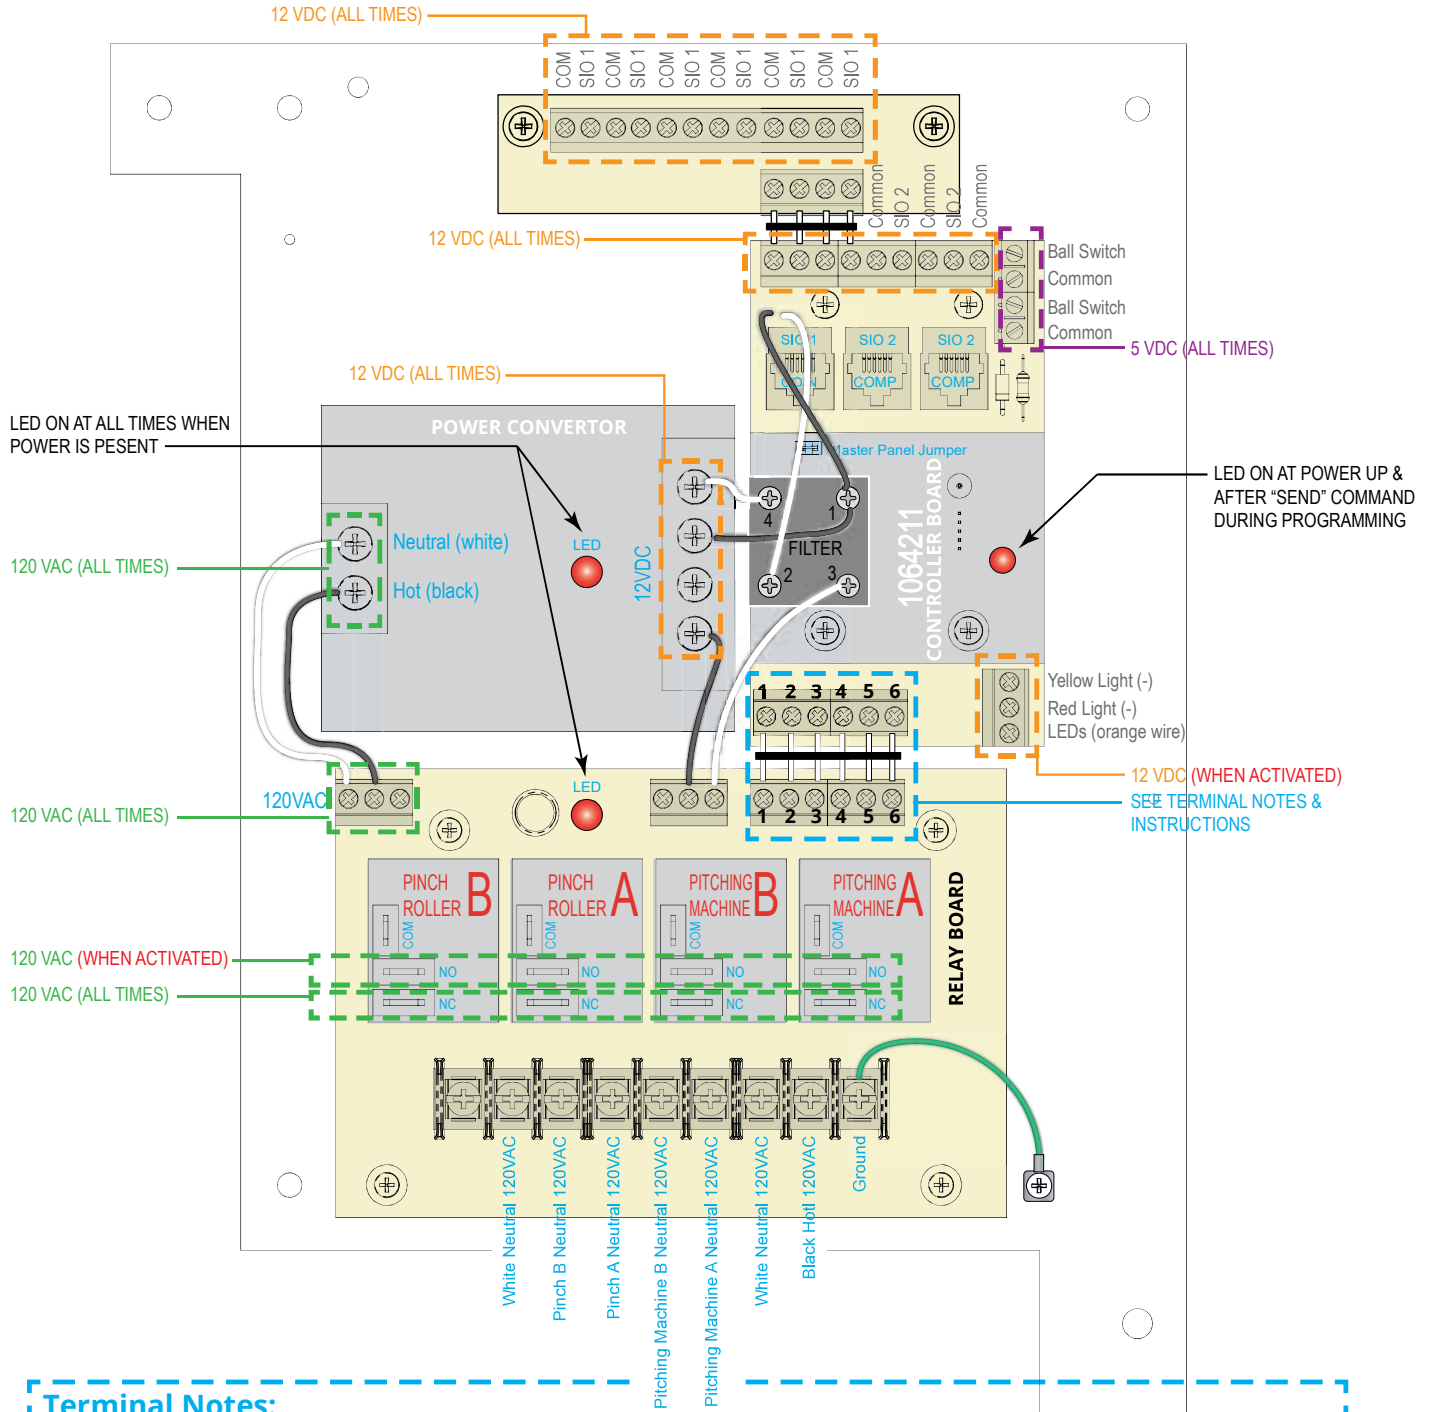 12 VDC (ALL TIMES)
COM
SIO 1
COM
SIO 1
COM
SIO 1
COM
SIO 1
COM
SIO 1
COM
SIO 1
Common
SIO 2
Common
SIO 2
Common
12 VDC (ALL TIMES)
Ball Switch
Common
Ball Switch
Common
5 VDC (ALL TIMES)
SIO 1
SIO 2
SIO 2
COIN
COMP
COMP
12 VDC (ALL TIMES)
LED ON AT ALL TIMES WHEN
POWER IS PESENT
POWER CONVERTOR
Master Panel Jumper
LED ON AT POWER UP &
AFTER “SEND” COMMAND
DURING PROGRAMMING
4
1
FILTER
2
3
1064211
CONTROLLER BOARD
Neutral (white)
Hot (black)
LED
12VDC
120 VAC (ALL TIMES)
1 2 3 4 5 6
Yellow Light (-)
Red Light (-)
LEDs (orange wire)
12 VDC (WHEN ACTIVATED)
SEE TERMINAL NOTES &
INSTRUCTIONS
120VAC
LED
1 2 3 4 5 6
120 VAC (ALL TIMES)
PINCH
ROLLER B
PINCH
ROLLER A
PITCHING
MACHINE B
PITCHING
MACHINE A
COM
COM
COM
COM
RELAY BOARD
120 VAC (WHEN ACTIVATED)
NO
NO
NO
NO
120 VAC (ALL TIMES)
NC
NC
NC
NC
White Neutral 120VAC
Pinch B Neutral 120VAC
Pinch A Neutral 120VAC
Pitching Machine B Neutral 120VAC
Pitching Machine A Neutral 120VAC
White Neutral 120VAC
Black Hotl 120VAC
Ground
Terminal Notes: